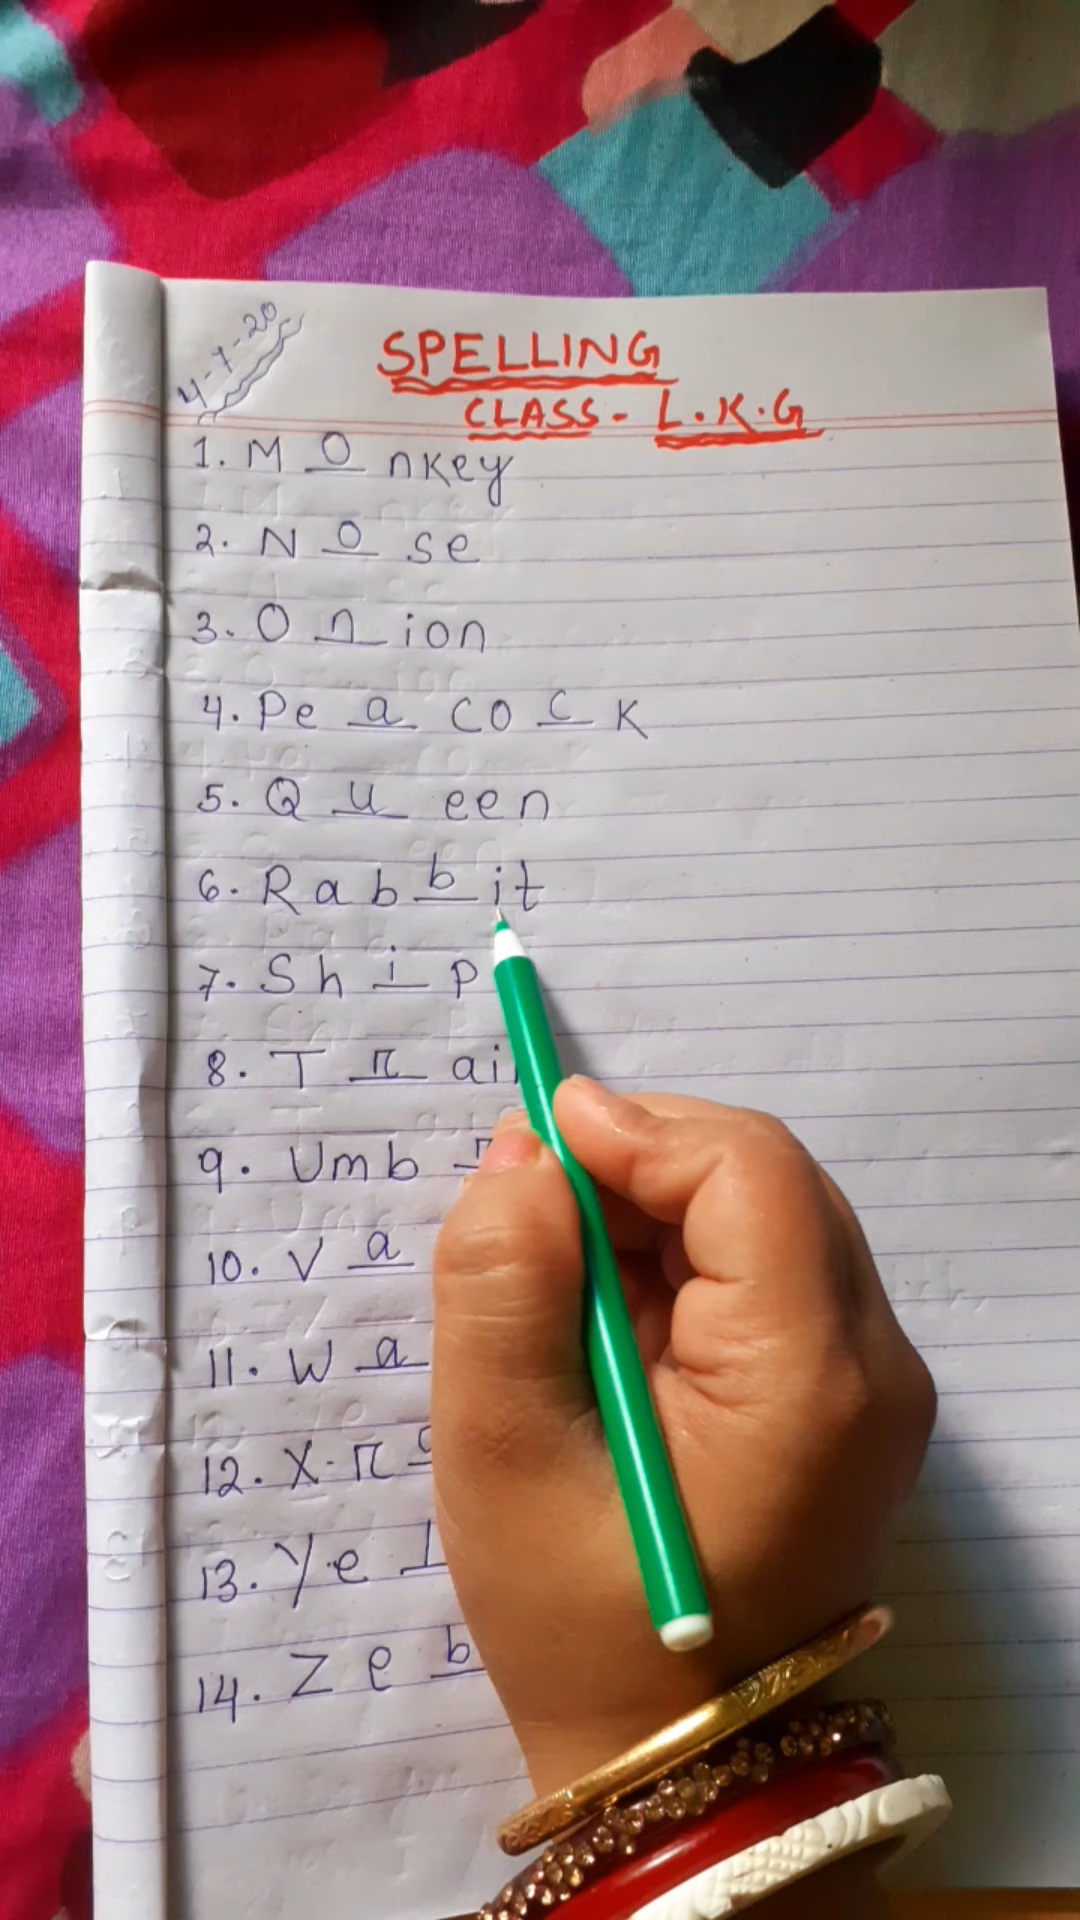 4-7-20
SPELLING
CLASS- L.K.G
1. M o nkey
2. N o se
3. O n ion
4. Pe a co c k
5. Q u een
6. Rab b it
7. Sh i p
8. T r ai
9. Umb r
10. V a
11. W a
12. X-r a
13. Ye l
14. Ze b